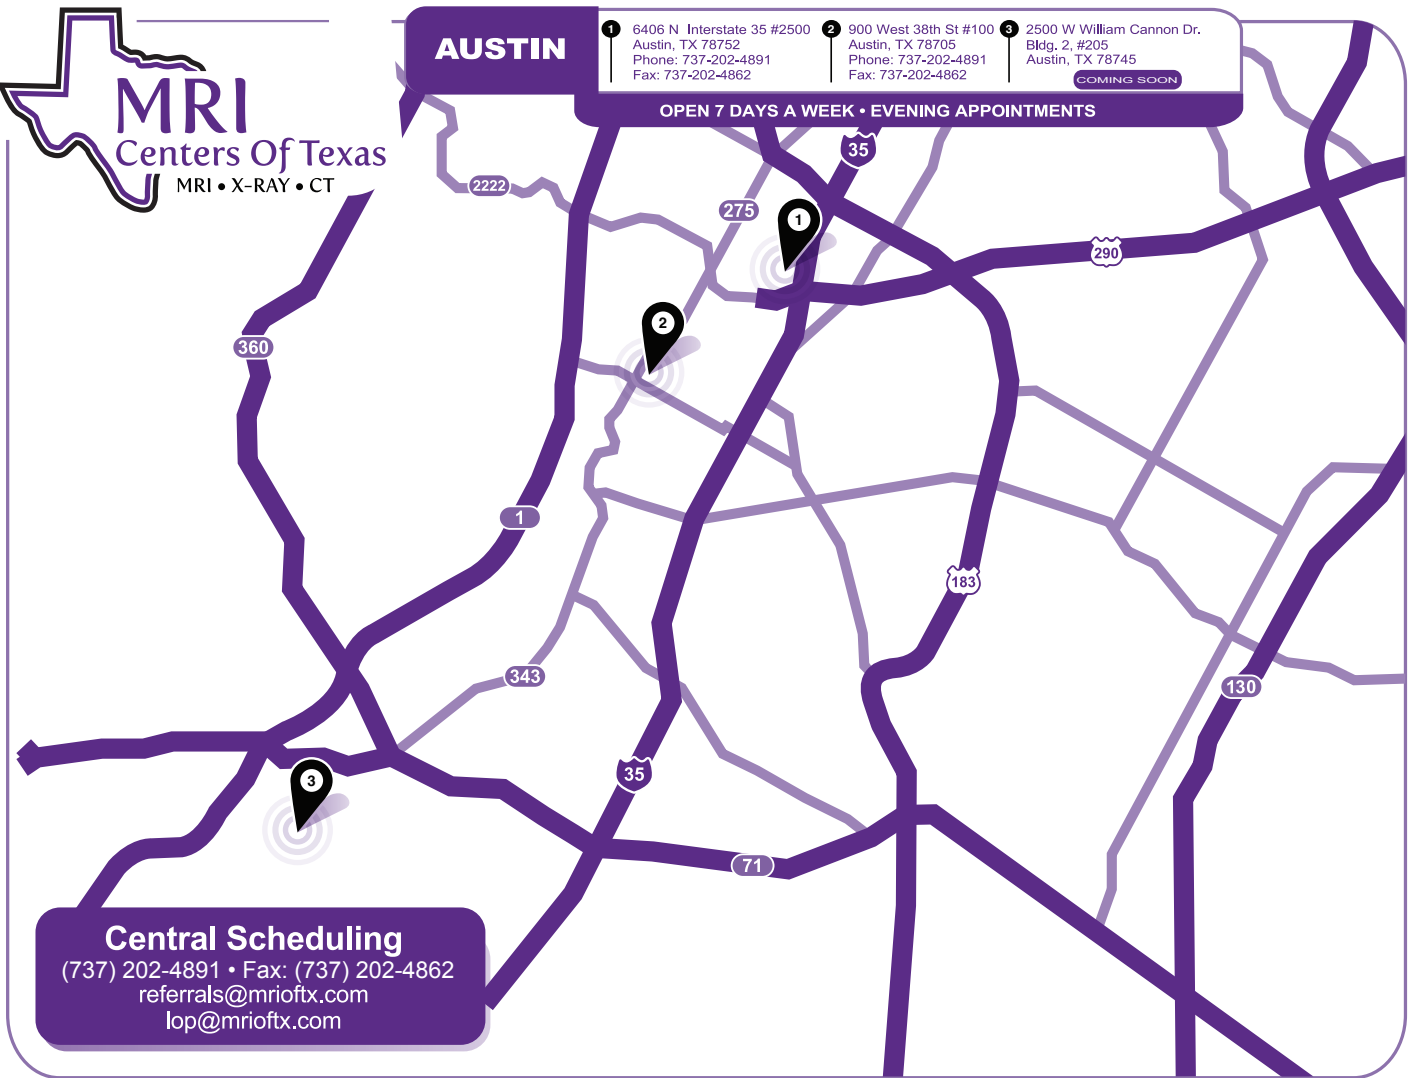 MRI
Centers Of Texas
MRI • X-RAY • CT
AUSTIN
1
6406 N Interstate 35 #2500
Austin, TX 78752
Phone: 737-202-4891
Fax: 737-202-4862
2
900 West 38th St #100
Austin, TX 78705
Phone: 737-202-4891
Fax: 737-202-4862
3
2500 W William Cannon Dr.
Bldg. 2, #205
Austin, TX 78745
COMING SOON
OPEN 7 DAYS A WEEK • EVENING APPOINTMENTS
35
2222
275
1
290
2
360
1
183
343
130
35
3
71
Central Scheduling
(737) 202-4891 • Fax: (737) 202-4862
referrals@mrioftx.com
lop@mrioftx.com